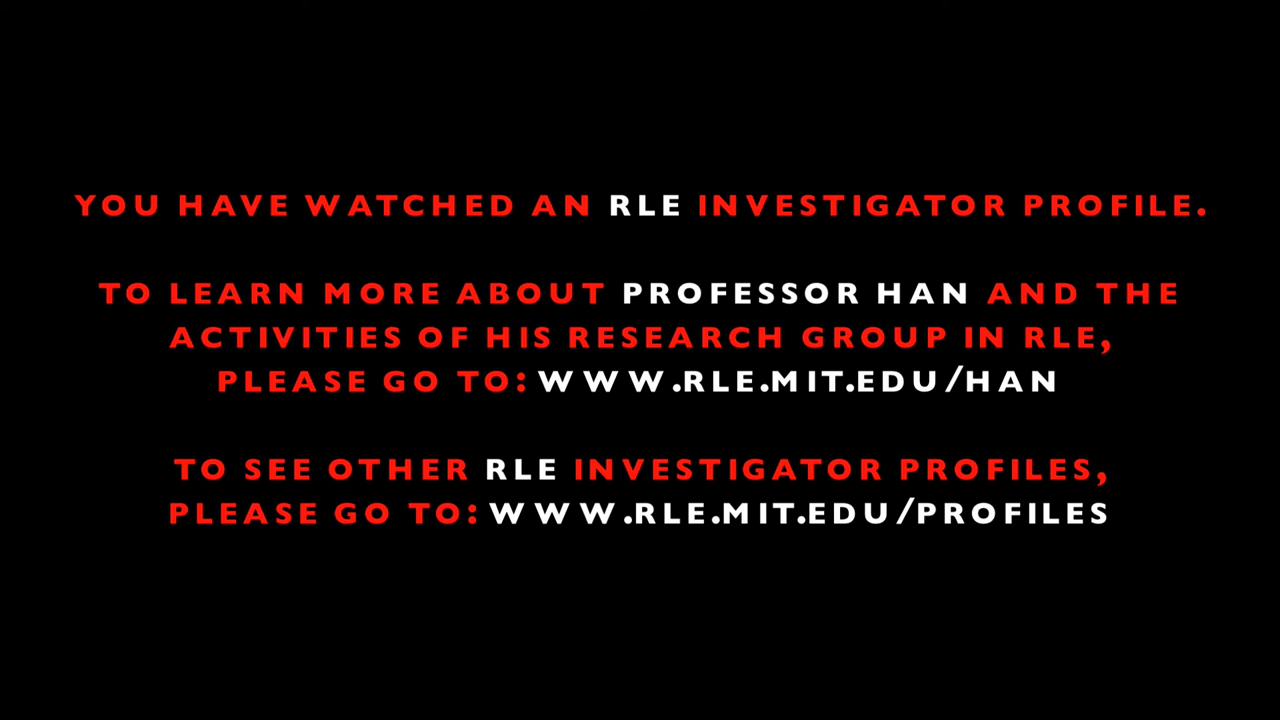 YOU HAVE WATCHED AN RLE INVESTIGATOR PROFILE.
TO LEARN MORE ABOUT PROFESSOR HAN AND THE
ACTIVITIES OF HIS RESEARCH GROUP IN RLE,
PLEASE GO TO: WWW.RLE.MIT.EDU/HAN
TO SEE OTHER RLE INVESTIGATOR PROFILES,
PLEASE GO TO: WWW.RLE.MIT.EDU/PROFILES